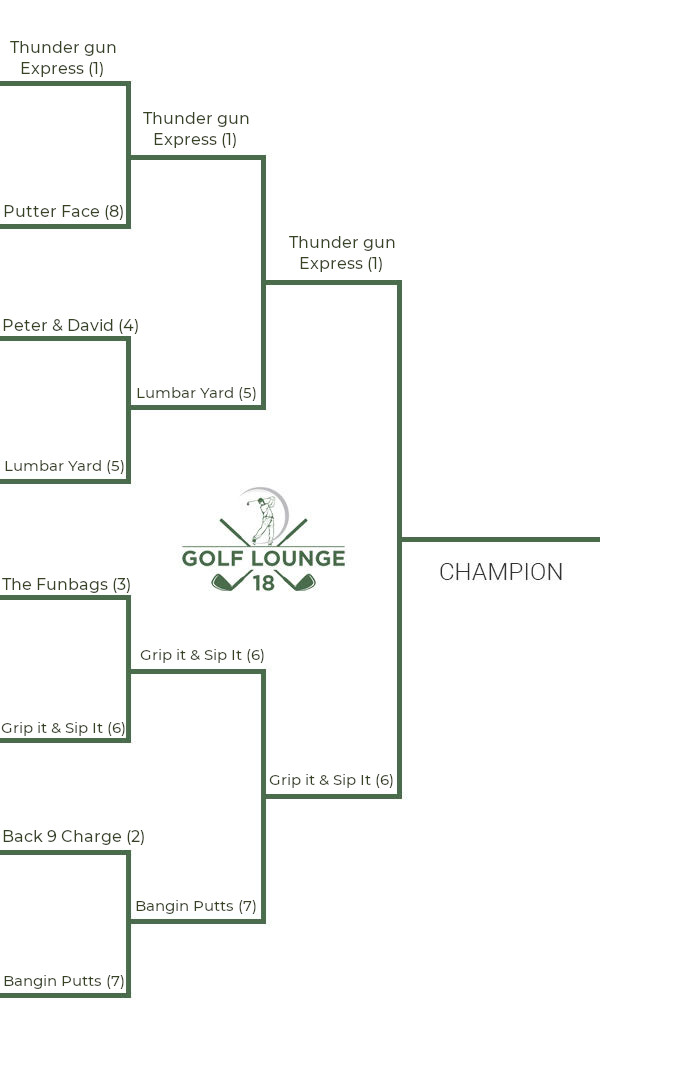 Thunder gun
Express (1)
Thunder gun
Express (1)
Putter Face (8)
Thunder gun
Express (1)
Peter & David (4)
Lumbar Yard (5)
Lumbar Yard (5)
GOLF LOUNGE
18
CHAMPION
The Funbags (3)
Grip it & Sip It (6)
Grip it & Sip It (6)
Grip it & Sip It (6)
Back 9 Charge (2)
Bangin Putts (7)
Bangin Putts (7)